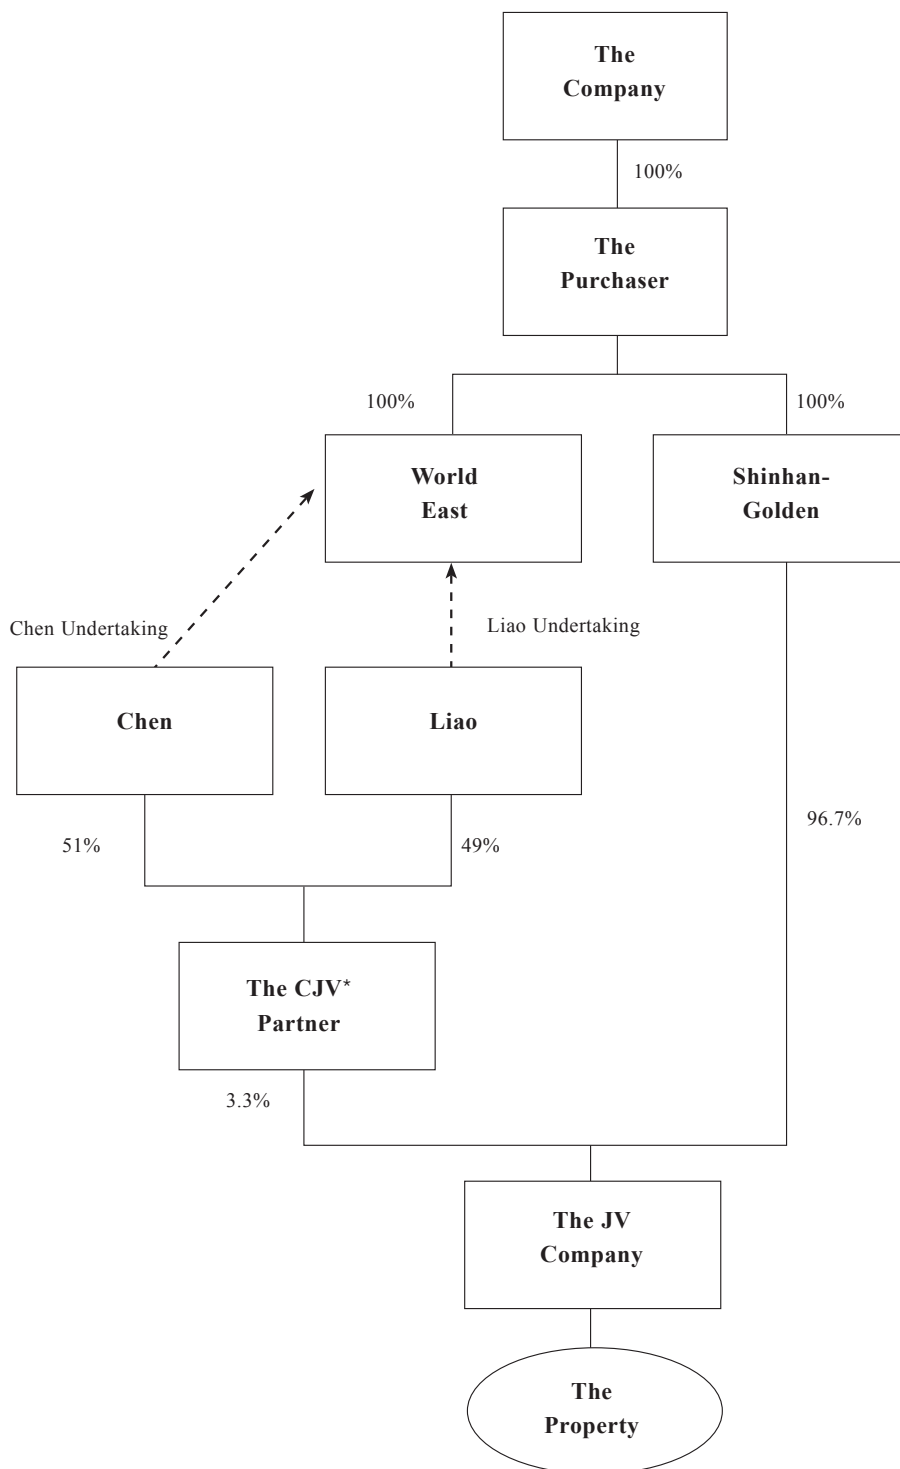 The
Company
100%
The
Purchaser
100%
100%
World
East
Shinhan-
Golden
Chen Undertaking
Liao Undertaking
Chen
Liao
51%
49%
96.7%
The CJV*
Partner
3.3%
The JV
Company
The
Property